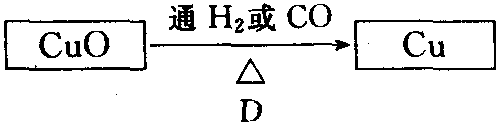 通 H₂或 CO
CuO Cu
△
D